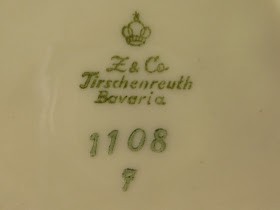 Z & Co
Tirschenreuth
Bavaria
1108
7